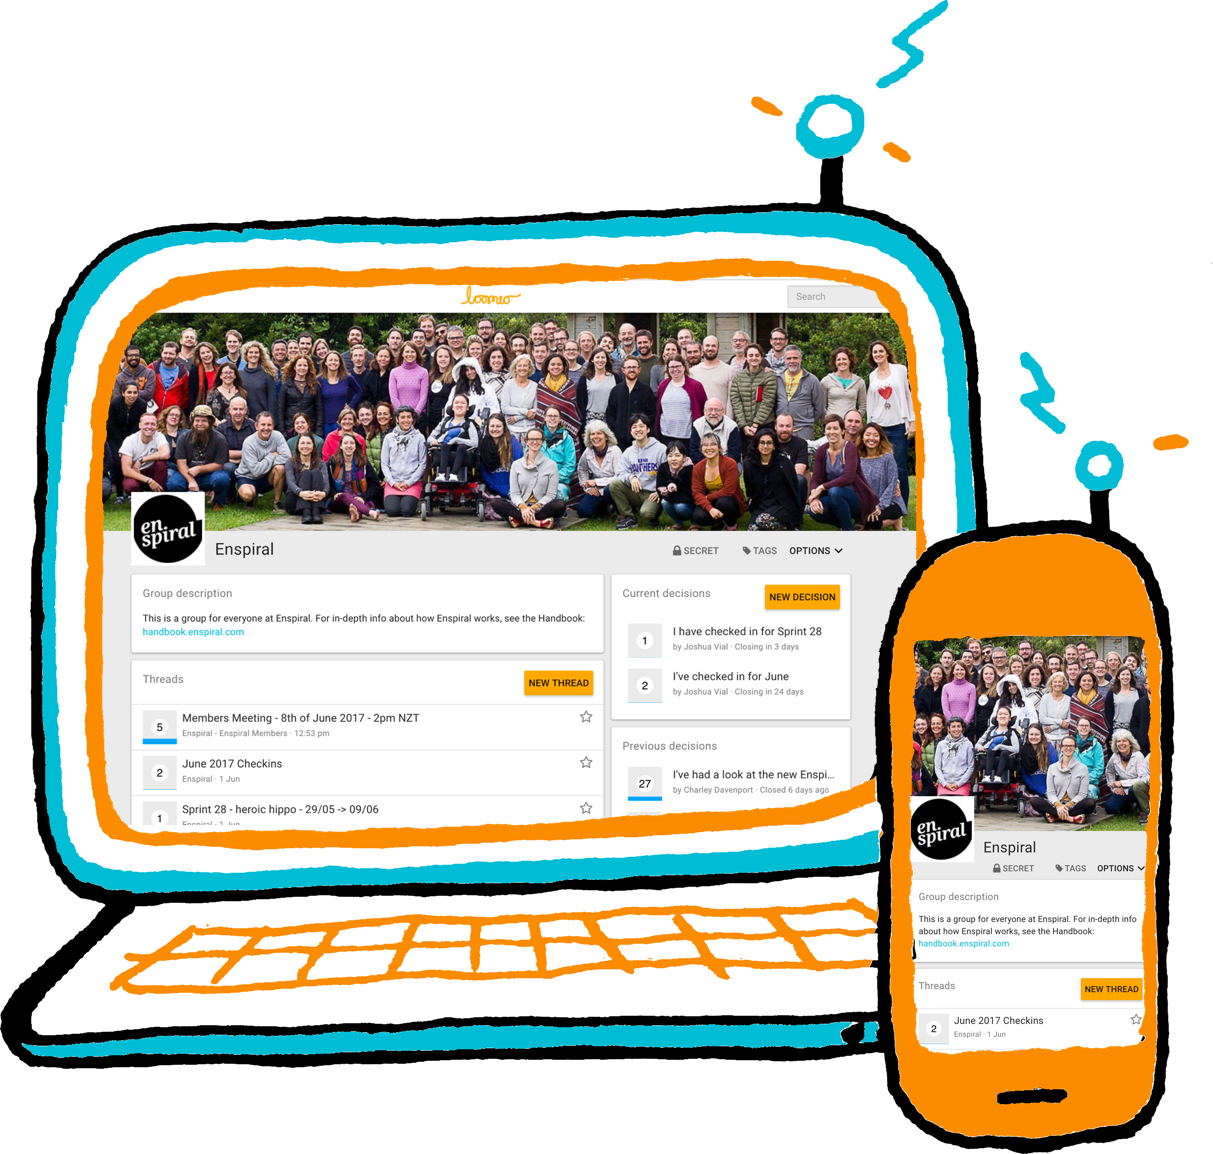 loomio
Search
en
spiral
Enspiral
SECRET
TAGS
OPTIONS
Group description
This is a group for everyone at Enspiral. For in-depth info about how Enspiral works, see the Handbook:
handbook.enspiral.com
Threads
NEW THREAD
5
Members Meeting - 8th of June 2017 - 2pm NZT
Enspiral - Enspiral Members · 12:53 pm
2
June 2017 Checkins
Enspiral · 1 Jun
1
Sprint 28 - heroic hippo - 29/05 -> 09/06
Enspiral · 1 Jun
Current decisions
NEW DECISION
1
I have checked in for Sprint 28
by Joshua Vial · Closing in 3 days
2
I've checked in for June
by Joshua Vial · Closing in 24 days
Previous decisions
27
I've had a look at the new Enspi...
by Charley Davenport · Closed 6 days ago
PANTHERS
en
spiral
Enspiral
SECRET
TAGS
OPTIONS
Group description
This is a group for everyone at Enspiral. For in-depth info
about how Enspiral works, see the Handbook:
handbook.enspiral.com
Threads
NEW THREAD
2
June 2017 Checkins
Enspiral · 1 Jun